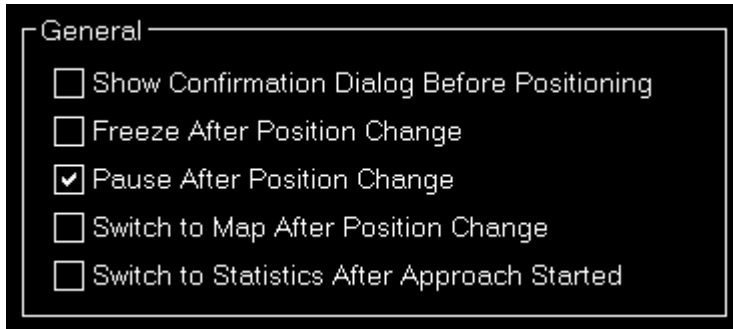 General
Show Confirmation Dialog Before Positioning
Freeze After Position Change
Pause After Position Change
Switch to Map After Position Change
Switch to Statistics After Approach Started